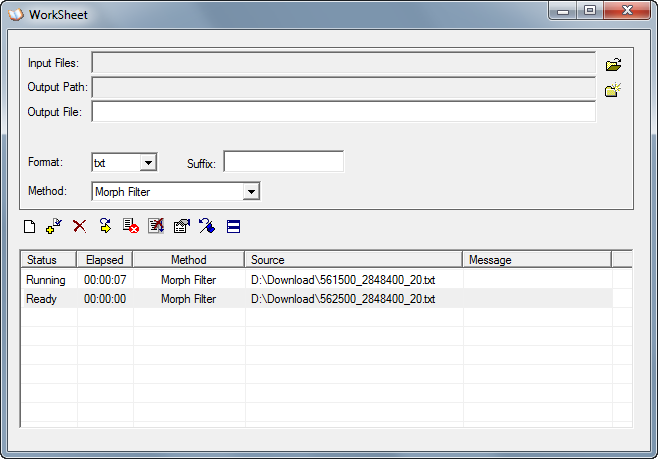 WorkSheet
Input Files:
Output Path:
Output File:
Format: txt Suffix:
Method: Morph Filter
Status Elapsed Method Source Message
Running 00:00:07 Morph Filter D:\Download\561500_2848400_20.txt
Ready 00:00:00 Morph Filter D:\Download\562500_2848400_20.txt